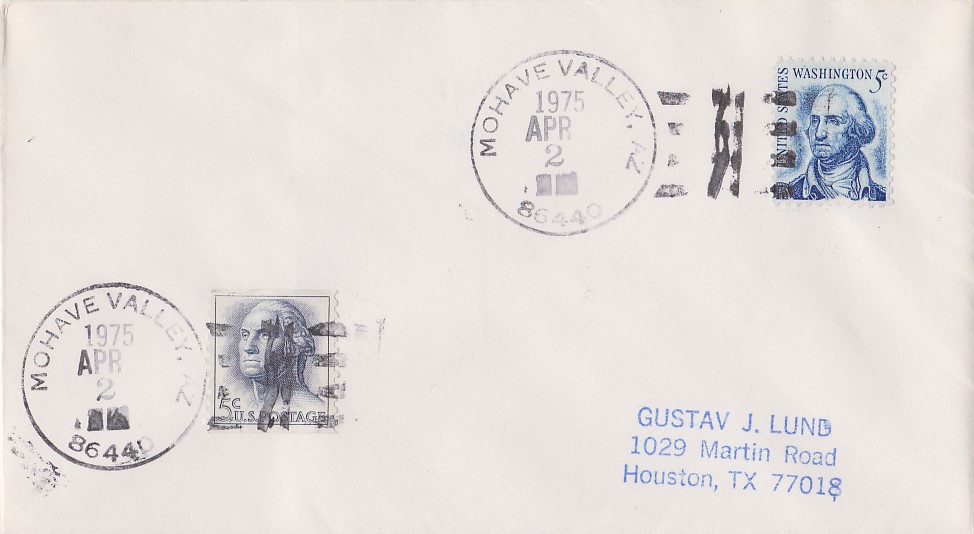 MOHAVE VALLEY, AZ
1975
APR
2
86440
UNITED STATES
WASHINGTON 5c
MOHAVE VALLEY, AZ
1975
APR
2
86440
5c
U.S. POSTAGE
GUSTAV J. LUND
1029 Martin Road
Houston, TX 77018